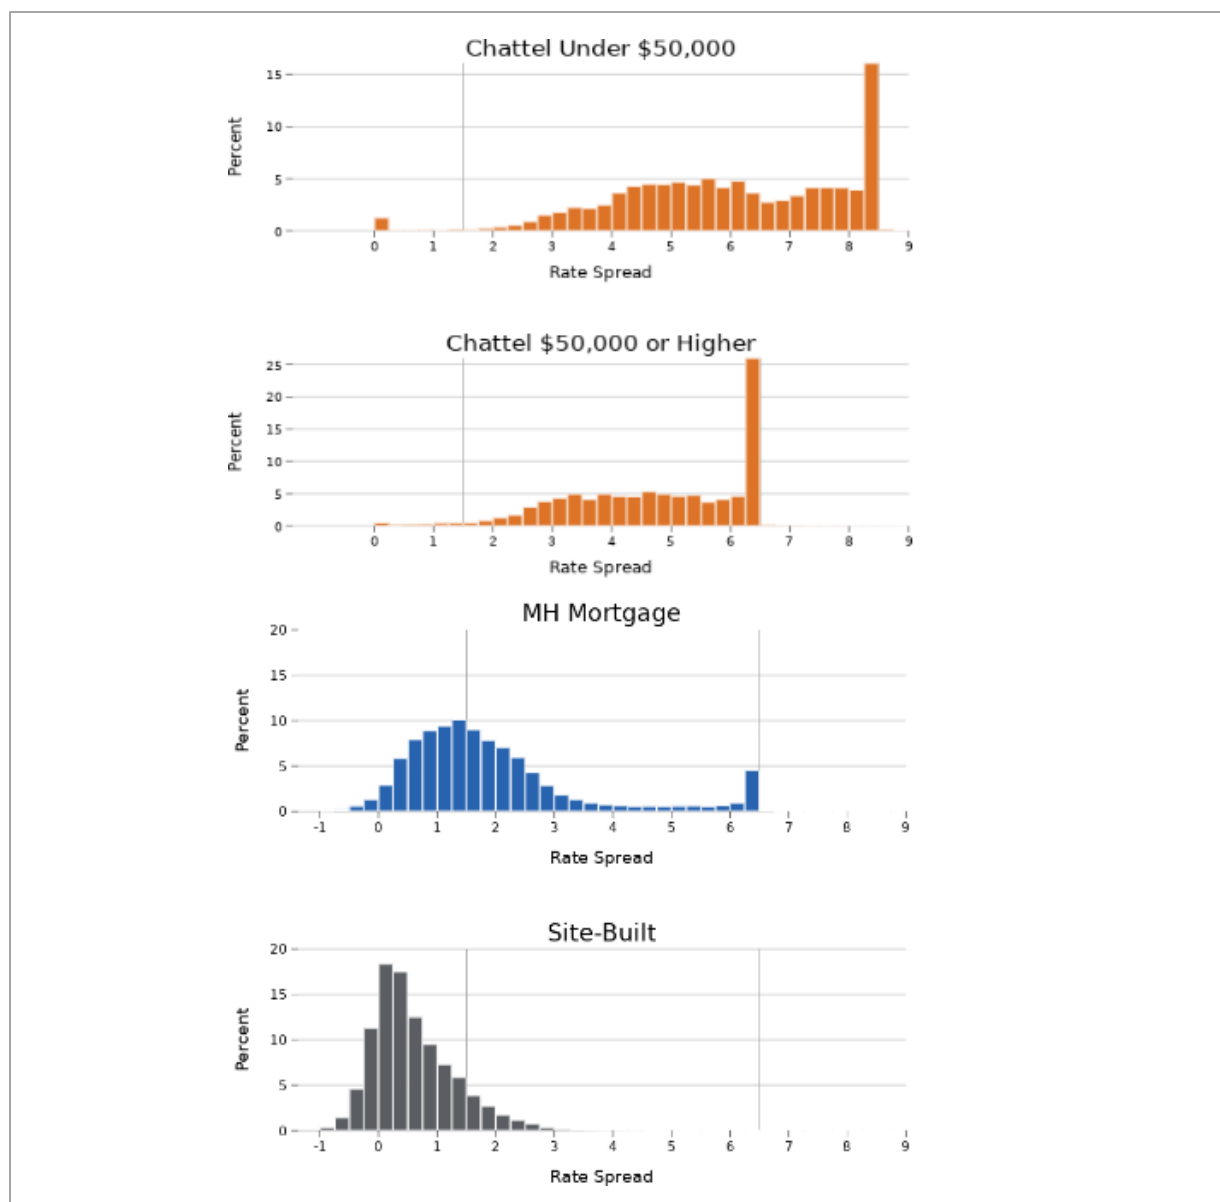 Chattel Under $50,000
15
10
5
0
Percent
0 1 2 3 4 5 6 7 8 9
Rate Spread
Chattel $50,000 or Higher
25
20
15
10
5
0
Percent
0 1 2 3 4 5 6 7 8 9
Rate Spread
MH Mortgage
20
15
10
5
0
Percent
-1 0 1 2 3 4 5 6 7 8 9
Rate Spread
Site-Built
20
15
10
5
0
Percent
-1 0 1 2 3 4 5 6 7 8 9
Rate Spread